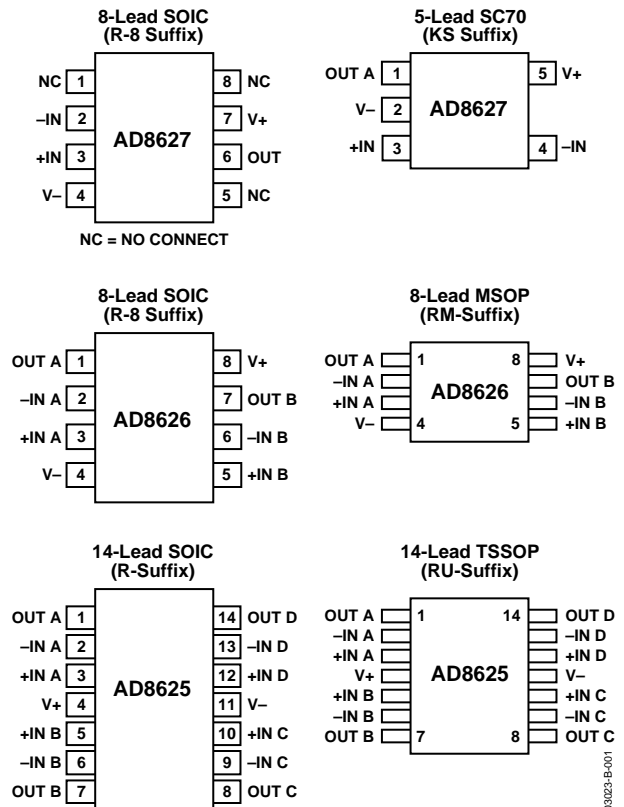 8-Lead SOIC
(R-8 Suffix)
NC 1 8 NC
–IN 2 7 V+
+IN 3 6 OUT
V– 4 5 NC
AD8627
NC = NO CONNECT
5-Lead SC70
(KS Suffix)
OUT A 1 5 V+
V– 2
+IN 3 4 –IN
AD8627
8-Lead SOIC
(R-8 Suffix)
OUT A 1 8 V+
–IN A 2 7 OUT B
+IN A 3 6 –IN B
V– 4 5 +IN B
AD8626
8-Lead MSOP
(RM-Suffix)
OUT A 1 8 V+
–IN A OUT B
+IN A –IN B
V– 4 5 +IN B
AD8626
14-Lead SOIC
(R-Suffix)
OUT A 1 14 OUT D
–IN A 2 13 –IN D
+IN A 3 12 +IN D
V+ 4 11 V–
+IN B 5 10 +IN C
–IN B 6 9 –IN C
OUT B 7 8 OUT C
AD8625
14-Lead TSSOP
(RU-Suffix)
OUT A 1 14 OUT D
–IN A –IN D
+IN A +IN D
V+ V–
+IN B +IN C
–IN B –IN C
OUT B 7 8 OUT C
AD8625
03023-B-001